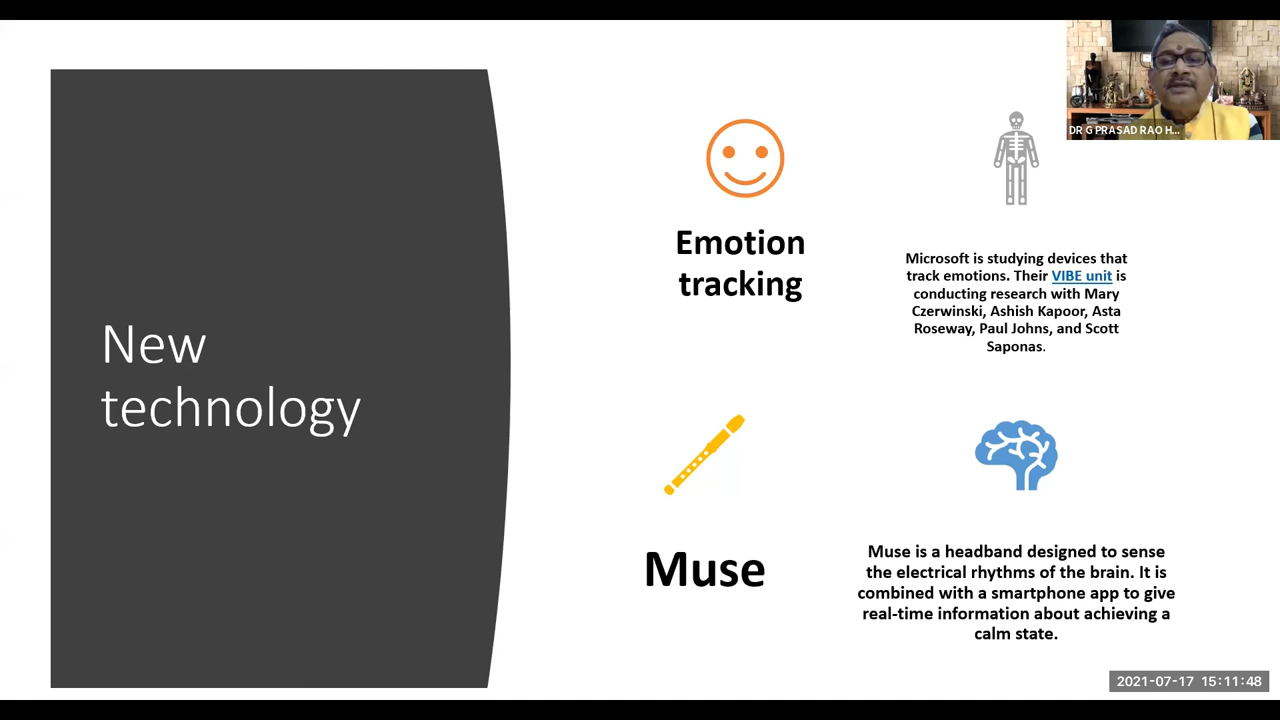 DR G PRASAD RAO H...
New
technology
Emotion
tracking
Microsoft is studying devices that
track emotions. Their VIBE unit is
conducting research with Mary
Czerwinski, Ashish Kapoor, Asta
Roseway, Paul Johns, and Scott
Saponas.
Muse
Muse is a headband designed to sense
the electrical rhythms of the brain. It is
combined with a smartphone app to give
real-time information about achieving a
calm state.
2021-07-17 15:11:48